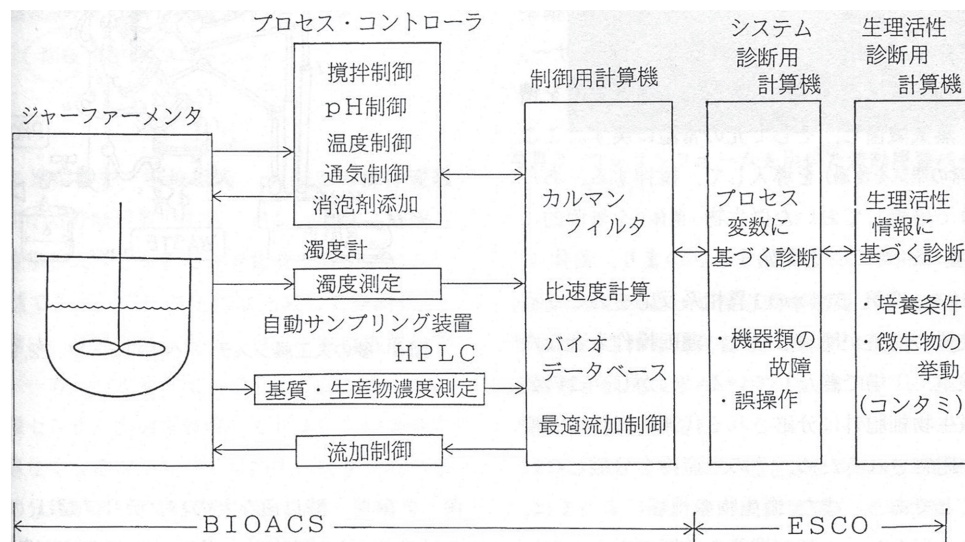 プロセス・コントローラ
攪拌制御
pH制御
温度制御
通気制御
消泡剤添加
ジャーファーメンタ
濁度計
濁度測定
自動サンプリング装置
HPLC
基質・生産物濃度測定
流加制御
制御用計算機
カルマン
フィルタ
比速度計算
バイオ
データベース
最適流加制御
システム
診断用
計算機
プロセス
変数に
基づく診断
・機器類の
故障
・誤操作
生理活性
診断用
計算機
生理活性
情報に
基づく診断
・培養条件
・微生物の
挙動
(コンタミ)
BIOACS
ESCO